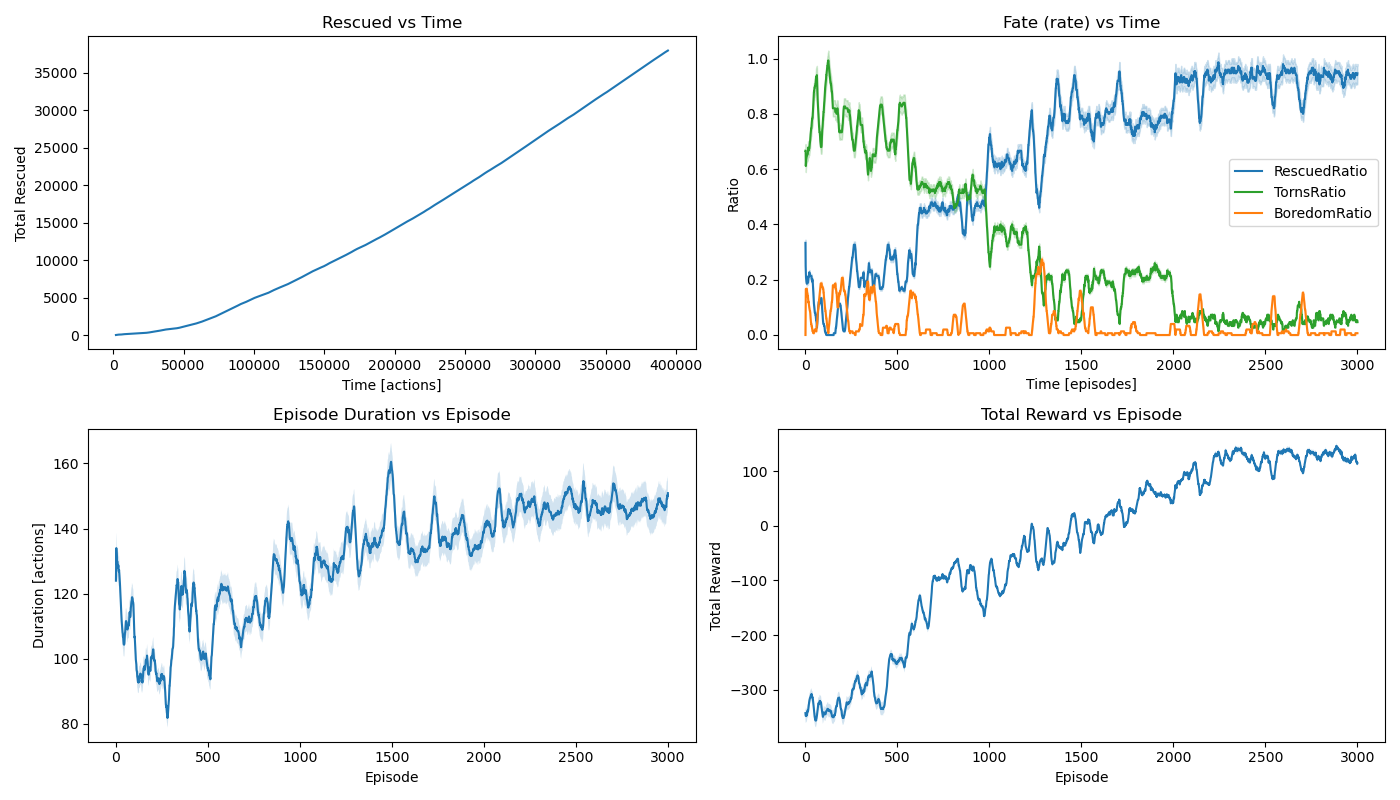 Rescued vs Time
Total Rescued
35000
30000
25000
20000
15000
10000
5000
0
0 50000 100000 150000 200000 250000 300000 350000 400000
Time [actions]
Fate (rate) vs Time
Ratio
1.0
0.8
0.6
0.4
0.2
0.0
RescuedRatio
TornsRatio
BoredomRatio
0 500 1000 1500 2000 2500 3000
Time [episodes]
Episode Duration vs Episode
Duration [actions]
160
140
120
100
80
0 500 1000 1500 2000 2500 3000
Episode
Total Reward vs Episode
Total Reward
100
0
−100
−200
−300
0 500 1000 1500 2000 2500 3000
Episode